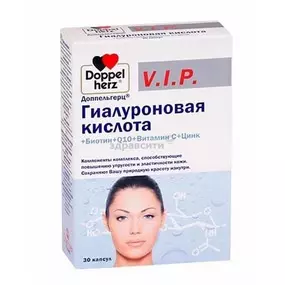 Doppel
herz®
V.I.P.
Доппельгерц®
Гиалуроновая
кислота
+Биотин+Q10+Витамин С+Цинк
здравсити
Компоненты комплекса, способствующие
повышению упругости и эластичности кожи.
Сохраняют Вашу природную красоту изнутри.
30 капсул